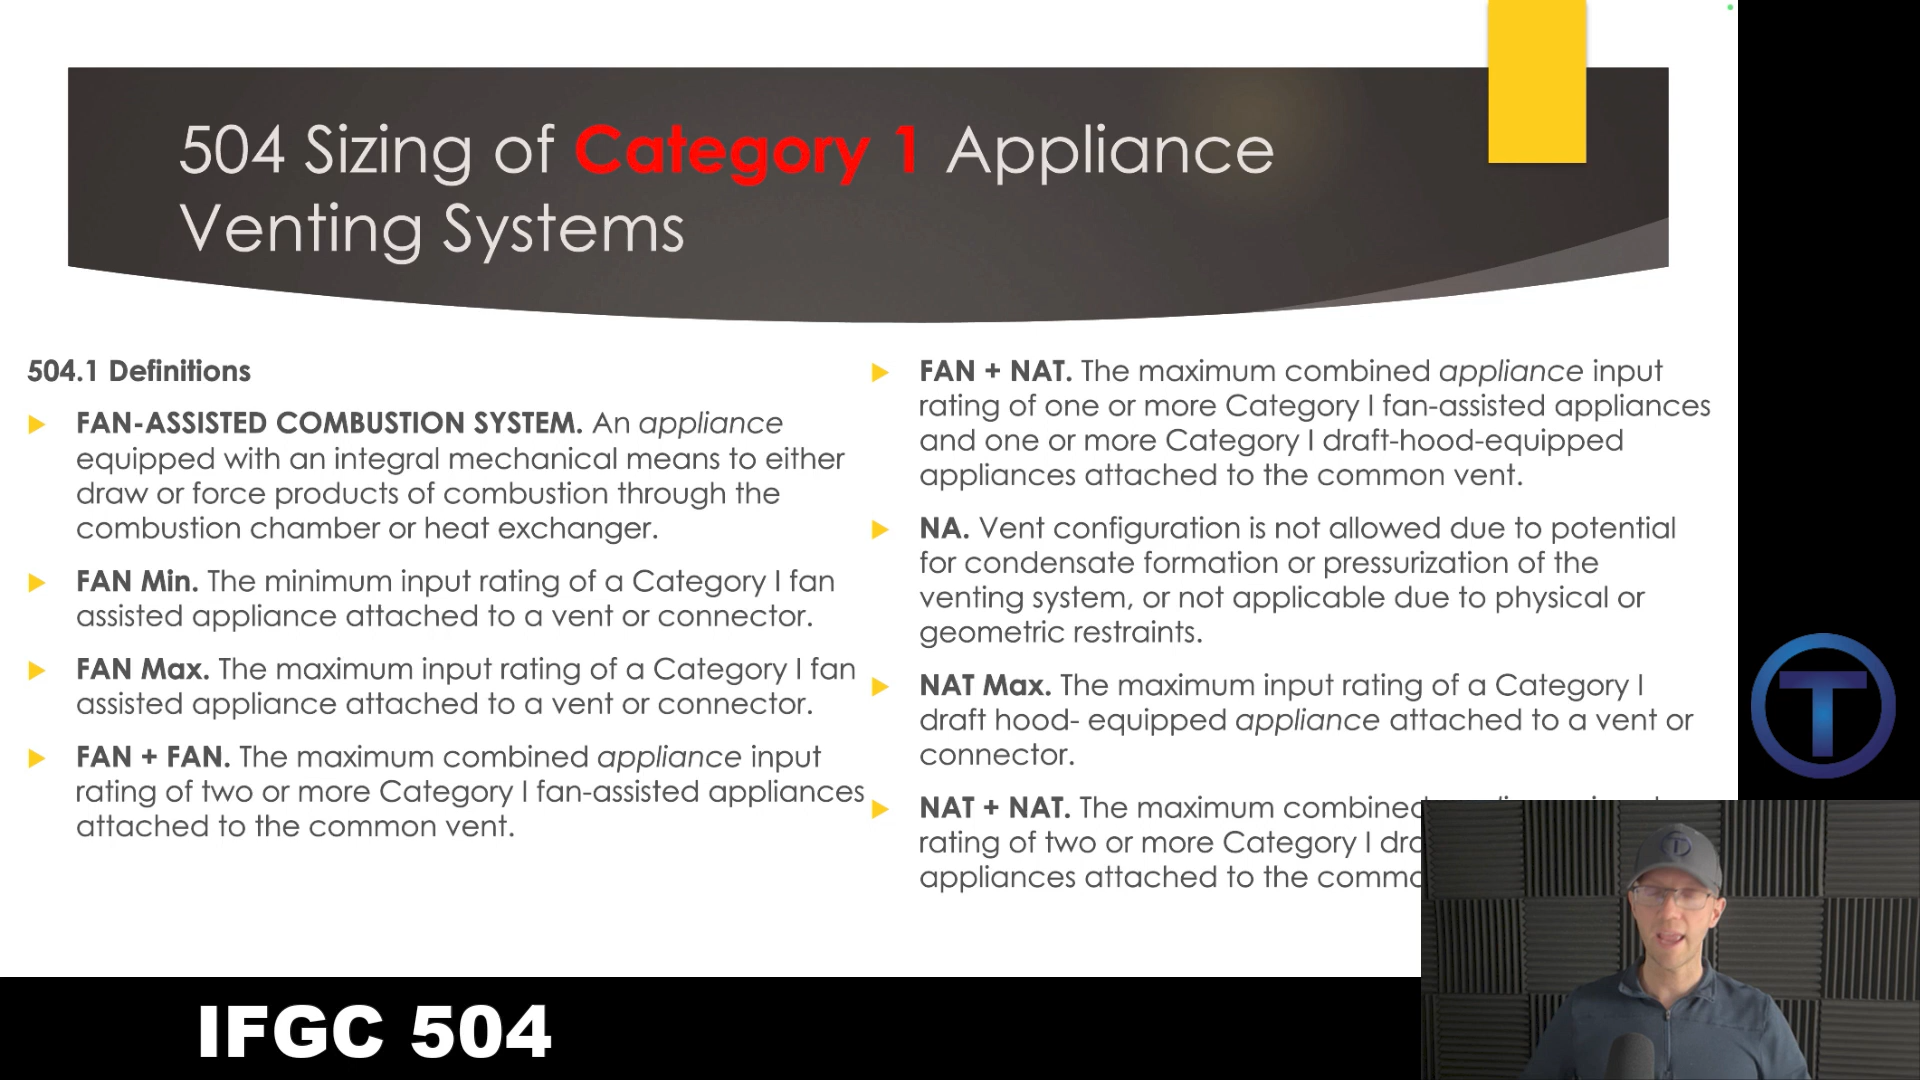 504 Sizing of Category 1 Appliance
Venting Systems
504.1 Definitions
FAN-ASSISTED COMBUSTION SYSTEM. An appliance
equipped with an integral mechanical means to either
draw or force products of combustion through the
combustion chamber or heat exchanger.
FAN Min. The minimum input rating of a Category I fan
assisted appliance attached to a vent or connector.
FAN Max. The maximum input rating of a Category I fan
assisted appliance attached to a vent or connector.
FAN + FAN. The maximum combined appliance input
rating of two or more Category I fan-assisted appliances
attached to the common vent.
FAN + NAT. The maximum combined appliance input
rating of one or more Category I fan-assisted appliances
and one or more Category I draft-hood-equipped
appliances attached to the common vent.
NA. Vent configuration is not allowed due to potential
for condensate formation or pressurization of the
venting system, or not applicable due to physical or
geometric restraints.
NAT Max. The maximum input rating of a Category I
draft hood- equipped appliance attached to a vent or
connector.
NAT + NAT. The maximum combined
rating of two or more Category I
appliances attached to the
T
IFGC 504